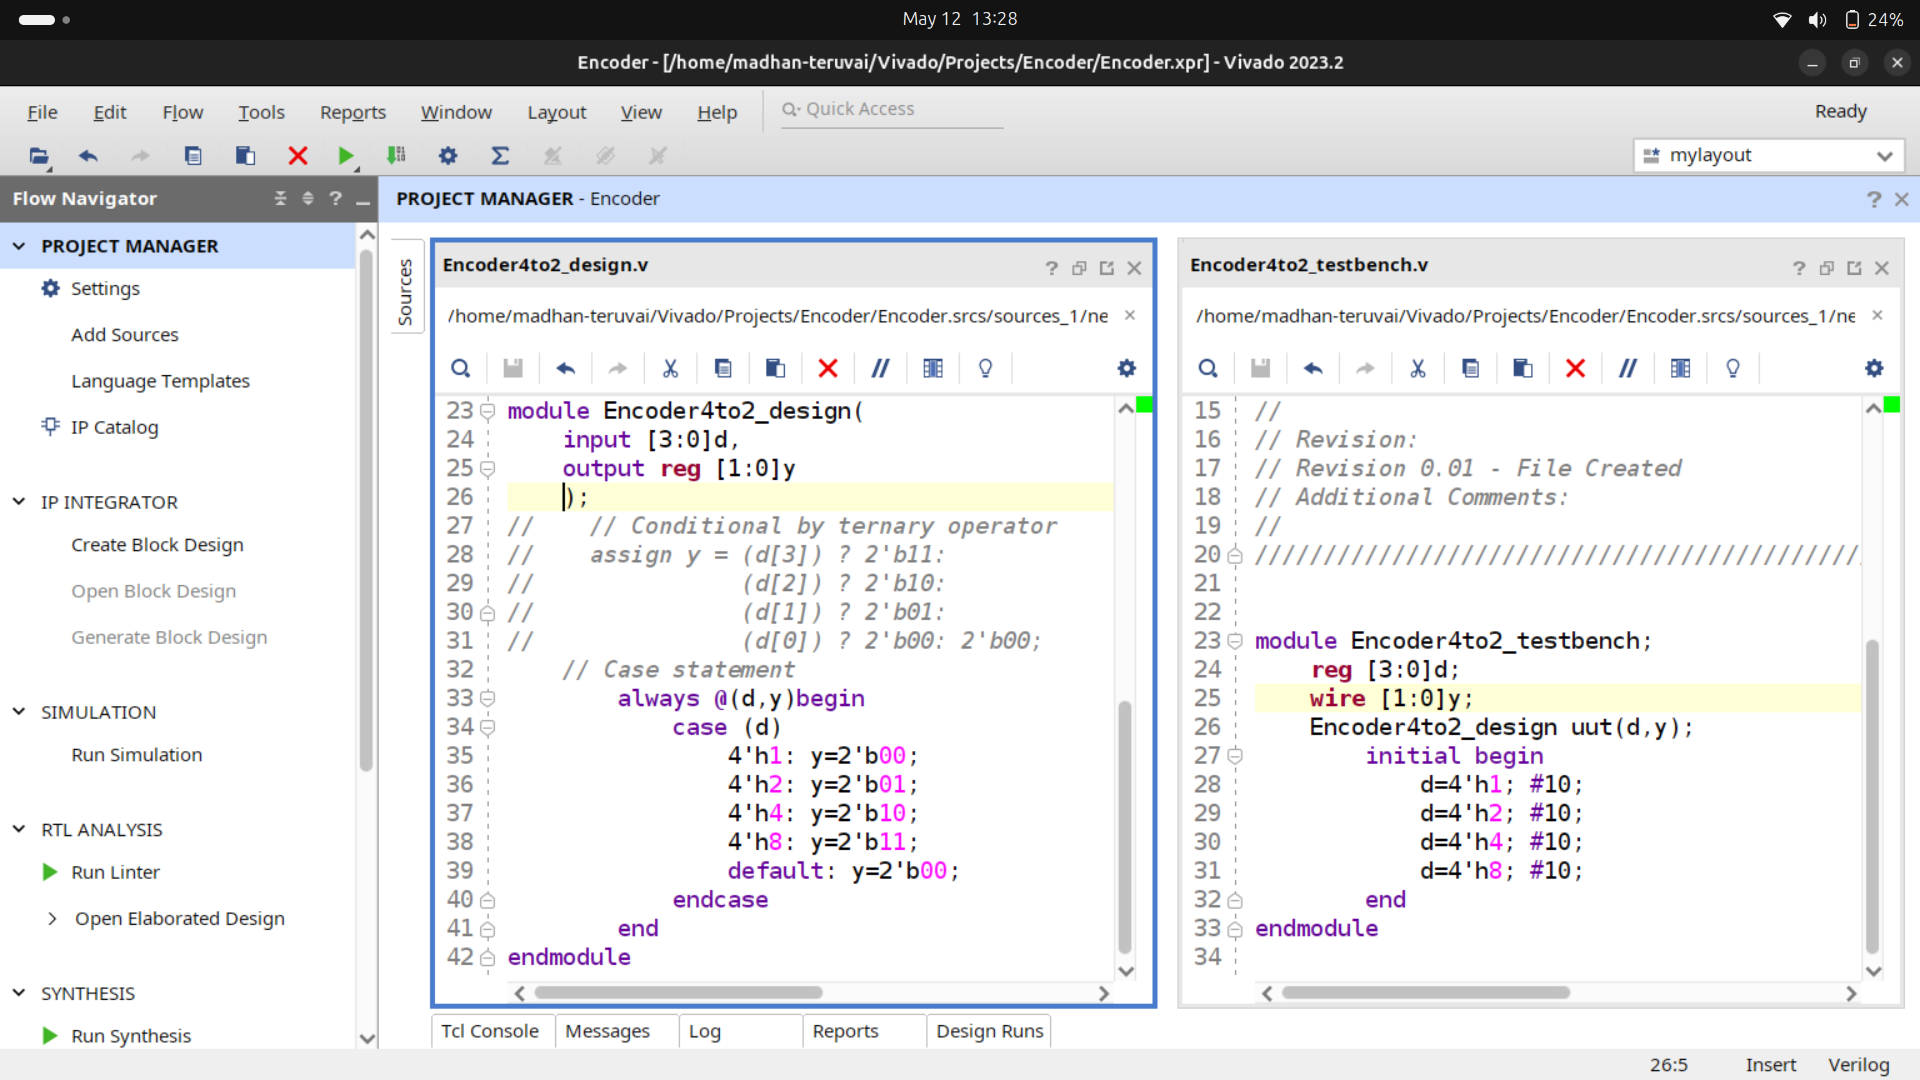 May 12  13:28
24%
Encoder - [/home/madhan-teruvai/Vivado/Projects/Encoder/Encoder.xpr] - Vivado 2023.2
File Edit Flow Tools Reports Window Layout View Help Quick Access Ready
mylayout
Flow Navigator
PROJECT MANAGER - Encoder
PROJECT MANAGER
Settings
Add Sources
Language Templates
IP Catalog
IP INTEGRATOR
Create Block Design
Open Block Design
Generate Block Design
SIMULATION
Run Simulation
RTL ANALYSIS
Run Linter
Open Elaborated Design
SYNTHESIS
Run Synthesis
Sources
Encoder4to2_design.v
/home/madhan-teruvai/Vivado/Projects/Encoder/Encoder.srcs/sources_1/ne
23 module Encoder4to2_design(
24     input [3:0]d,
25     output reg [1:0]y
26     );
27 //    // Conditional by ternary operator
28 //    assign y = (d[3]) ? 2'b11:
29 //               (d[2]) ? 2'b10:
30 //               (d[1]) ? 2'b01:
31 //               (d[0]) ? 2'b00: 2'b00;
32     // Case statement
33         always @(d,y)begin
34             case (d)
35                 4'h1: y=2'b00;
36                 4'h2: y=2'b01;
37                 4'h4: y=2'b10;
38                 4'h8: y=2'b11;
39                 default: y=2'b00;
40             endcase
41         end
42 endmodule
Encoder4to2_testbench.v
/home/madhan-teruvai/Vivado/Projects/Encoder/Encoder.srcs/sources_1/ne
15 //
16 // Revision:
17 // Revision 0.01 - File Created
18 // Additional Comments:
19 //
20 ////////////////////////////////////////////
21
22
23 module Encoder4to2_testbench;
24     reg [3:0]d;
25     wire [1:0]y;
26     Encoder4to2_design uut(d,y);
27         initial begin
28             d=4'h1; #10;
29             d=4'h2; #10;
30             d=4'h4; #10;
31             d=4'h8; #10;
32         end
33 endmodule
34
Tcl Console Messages Log Reports Design Runs
26:5 Insert Verilog